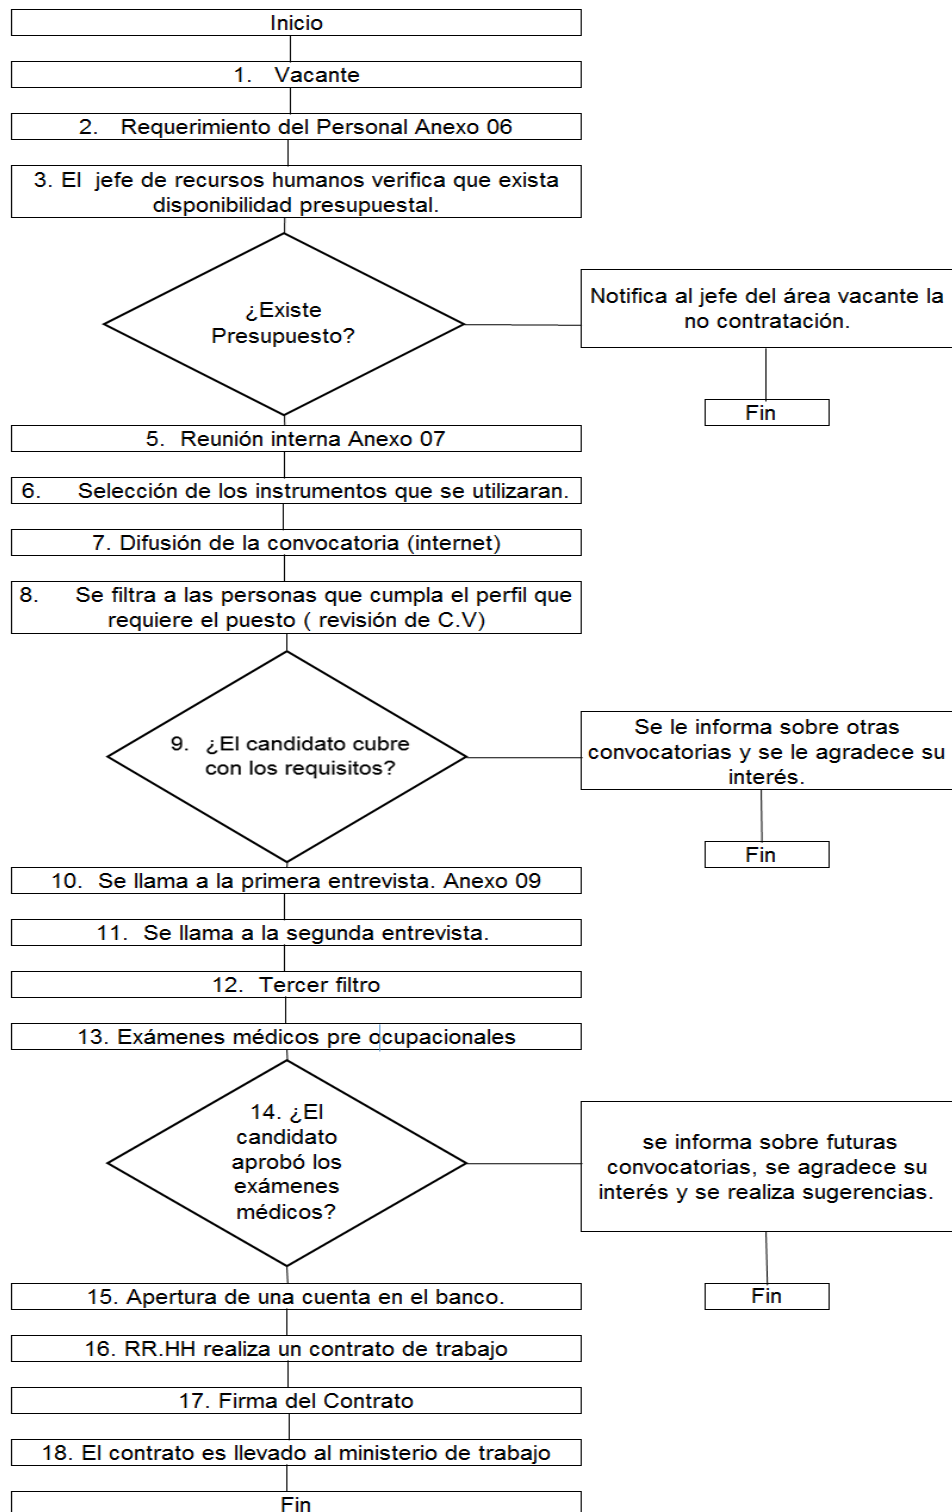 Inicio
1. Vacante
2. Requerimiento del Personal Anexo 06
3. El jefe de recursos humanos verifica que exista
disponibilidad presupuestal.
¿Existe
Presupuesto?
Notifica al jefe del área vacante la
no contratación.
Fin
5. Reunión interna Anexo 07
6. Selección de los instrumentos que se utilizaran.
7. Difusión de la convocatoria (internet)
8. Se filtra a las personas que cumpla el perfil que
requiere el puesto ( revisión de C.V)
9. ¿El candidato cubre
con los requisitos?
Se le informa sobre otras
convocatorias y se le agradece su
interés.
Fin
10. Se llama a la primera entrevista. Anexo 09
11. Se llama a la segunda entrevista.
12. Tercer filtro
13. Exámenes médicos pre ocupacionales
14. ¿El
candidato
aprobó los
exámenes
médicos?
se informa sobre futuras
convocatorias, se agradece su
interés y se realiza sugerencias.
Fin
15. Apertura de una cuenta en el banco.
16. RR.HH realiza un contrato de trabajo
17. Firma del Contrato
18. El contrato es llevado al ministerio de trabajo
Fin